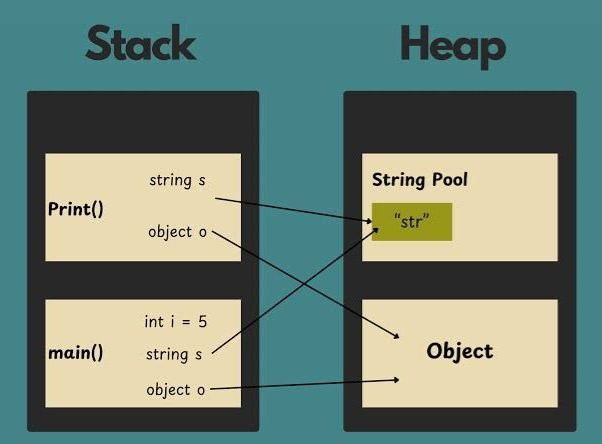 Stack
Heap
Print()
string s
object o
String Pool
"str"
main()
int i = 5
string s
object o
Object